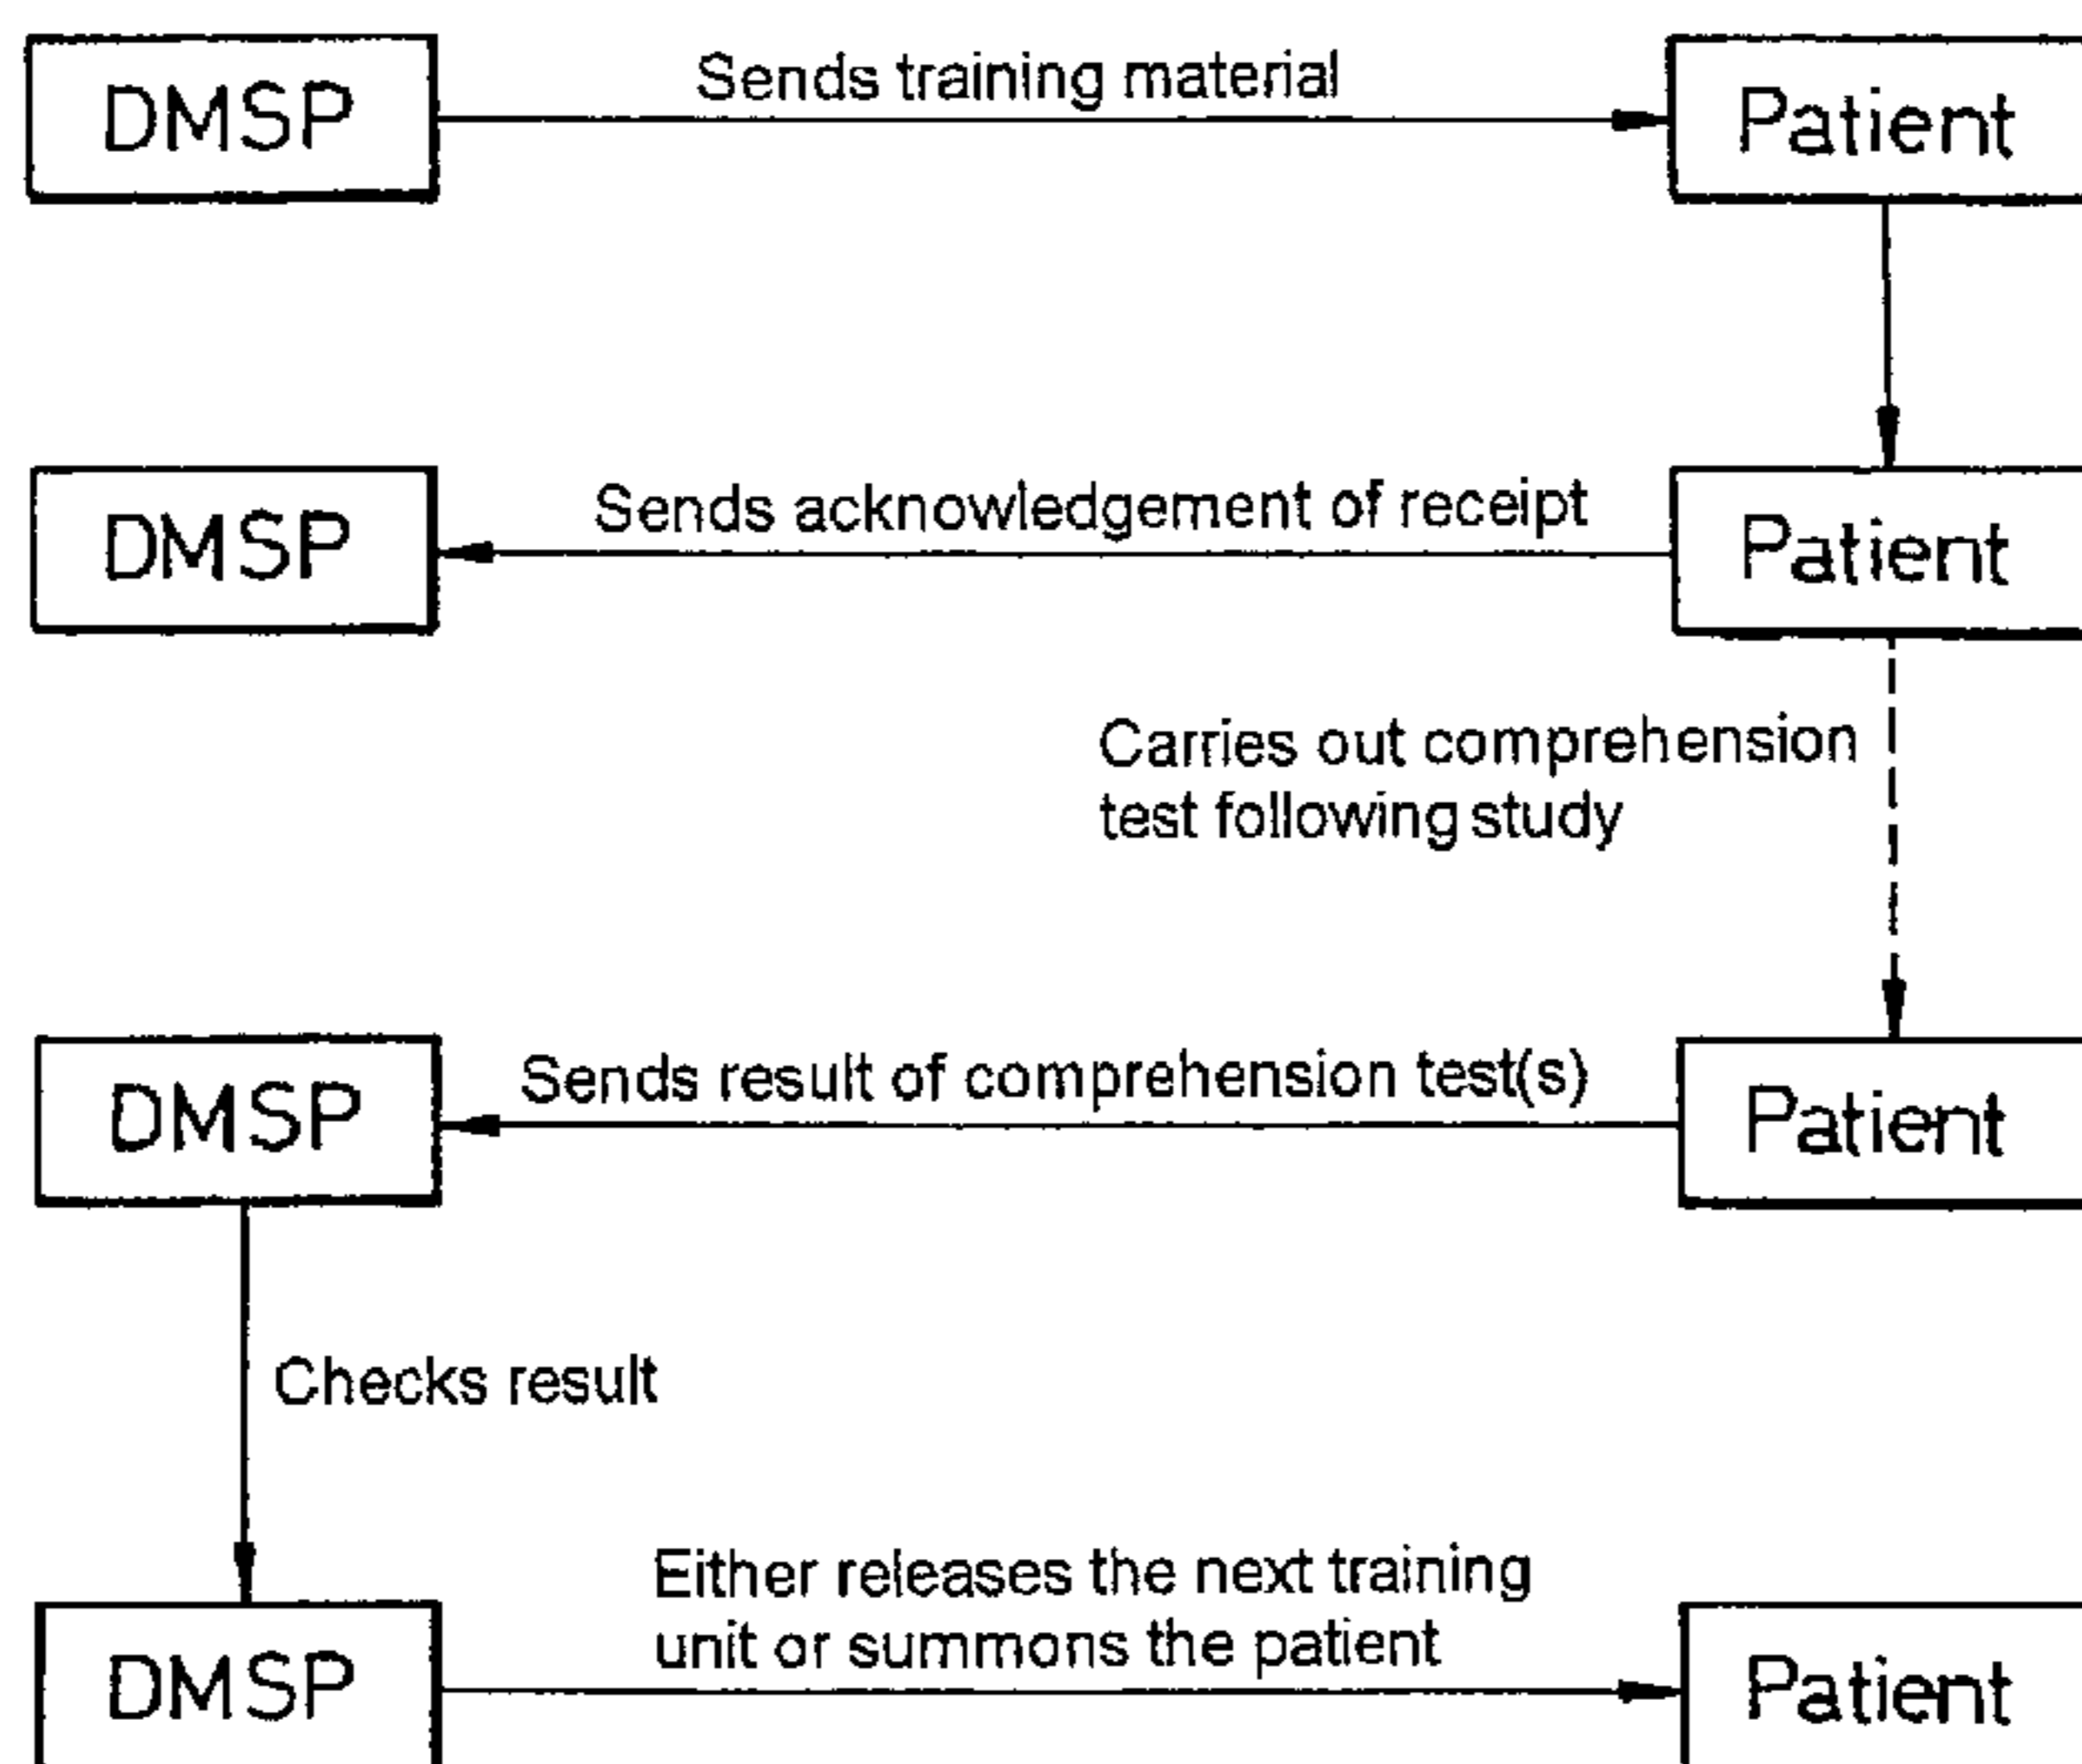 DMSP
Sends training material
Patient
DMSP
Sends acknowledgement of receipt
Patient
Carries out comprehension
test following study
DMSP
Sends result of comprehension test(s)
Patient
Checks result
DMSP
Either releases the next training
unit or summons the patient
Patient